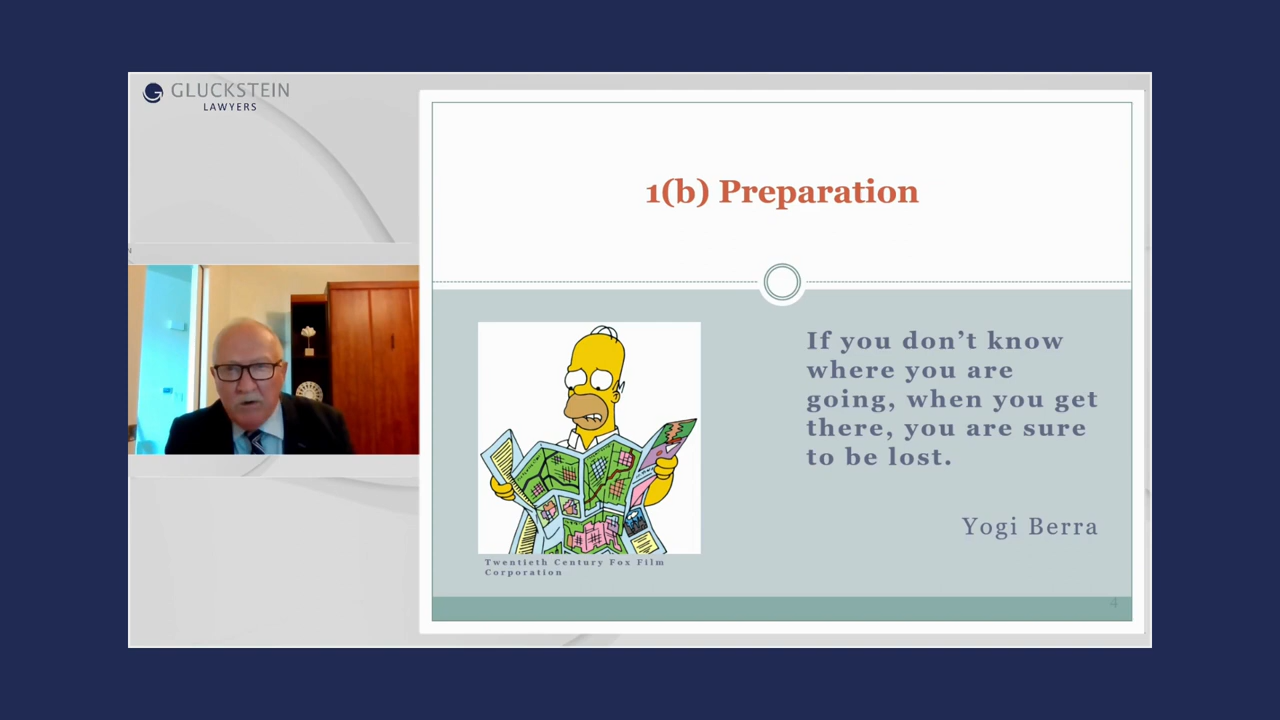 GLUCKSTEIN
LAWYERS
1(b) Preparation
If you don’t know
where you are
going, when you get
there, you are sure
to be lost.
Yogi Berra
Twentieth Century Fox Film
Corporation
4